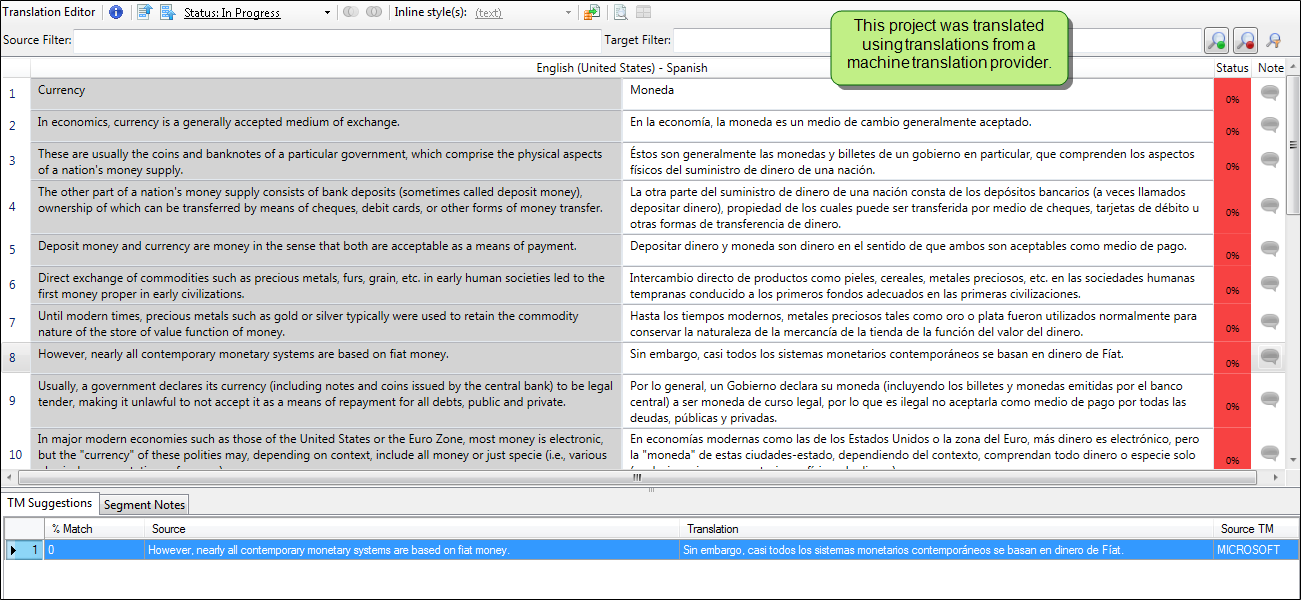 Translation Editor Status: In Progress Inline style(s): (text)
This project was translated
using translations from a
machine translation provider.
Source Filter: Target Filter:
English (United States) - Spanish Status Note
1 Currency Moneda 0%
2 In economics, currency is a generally accepted medium of exchange. En la economía, la moneda es un medio de cambio generalmente aceptado. 0%
3 These are usually the coins and banknotes of a particular government, which comprise the physical aspects Éstos son generalmente las monedas y billetes de un gobierno en particular, que comprenden los aspectos
of a nation's money supply. físicos del suministro de dinero de una nación. 0%
The other part of a nation's money supply consists of bank deposits (sometimes called deposit money), La otra parte del suministro de dinero de una nación consta de los depósitos bancarios (a veces llamados
4 ownership of which can be transferred by means of cheques, debit cards, or other forms of money transfer. depositar dinero), propiedad de los cuales puede ser transferida por medio de cheques, tarjetas de débito u 0%
otras formas de transferencia de dinero.
5 Deposit money and currency are money in the sense that both are acceptable as a means of payment. Depositar dinero y moneda son dinero en el sentido de que ambos son aceptables como medio de pago. 0%
6 Direct exchange of commodities such as precious metals, furs, grain, etc. in early human societies led to the Intercambio directo de productos como pieles, cereales, metales preciosos, etc. en las sociedades humanas
first money proper in early civilizations. tempranas conducido a los primeros fondos adecuados en las primeras civilizaciones. 0%
7 Until modern times, precious metals such as gold or silver typically were used to retain the commodity Hasta los tiempos modernos, metales preciosos tales como oro o plata fueron utilizados normalmente para
nature of the store of value function of money. conservar la naturaleza de la mercancía de la tienda de la función del valor del dinero. 0%
8 However, nearly all contemporary monetary systems are based on fiat money. Sin embargo, casi todos los sistemas monetarios contemporáneos se basan en dinero de Fíat. 0%
Usually, a government declares its currency (including notes and coins issued by the central bank) to be legal Por lo general, un Gobierno declara su moneda (incluyendo los billetes y monedas emitidas por el banco
9 tender, making it unlawful to not accept it as a means of repayment for all debts, public and private. central) a ser moneda de curso legal, por lo que es ilegal no aceptarla como medio de pago por todas las 0%
deudas, públicas y privadas.
In major modern economies such as those of the United States or the Euro Zone, most money is electronic, En economías modernas como las de los Estados Unidos o la zona del Euro, más dinero es electrónico, pero
10 but the "currency" of these polities may, depending on context, include all money or just specie (i.e., various la "moneda" de estas ciudades-estado, dependiendo del contexto, comprendan todo dinero o especie solo 0%
TM Suggestions Segment Notes
% Match Source Translation Source TM
1 0 However, nearly all contemporary monetary systems are based on fiat money. Sin embargo, casi todos los sistemas monetarios contemporáneos se basan en dinero de Fíat. MICROSOFT